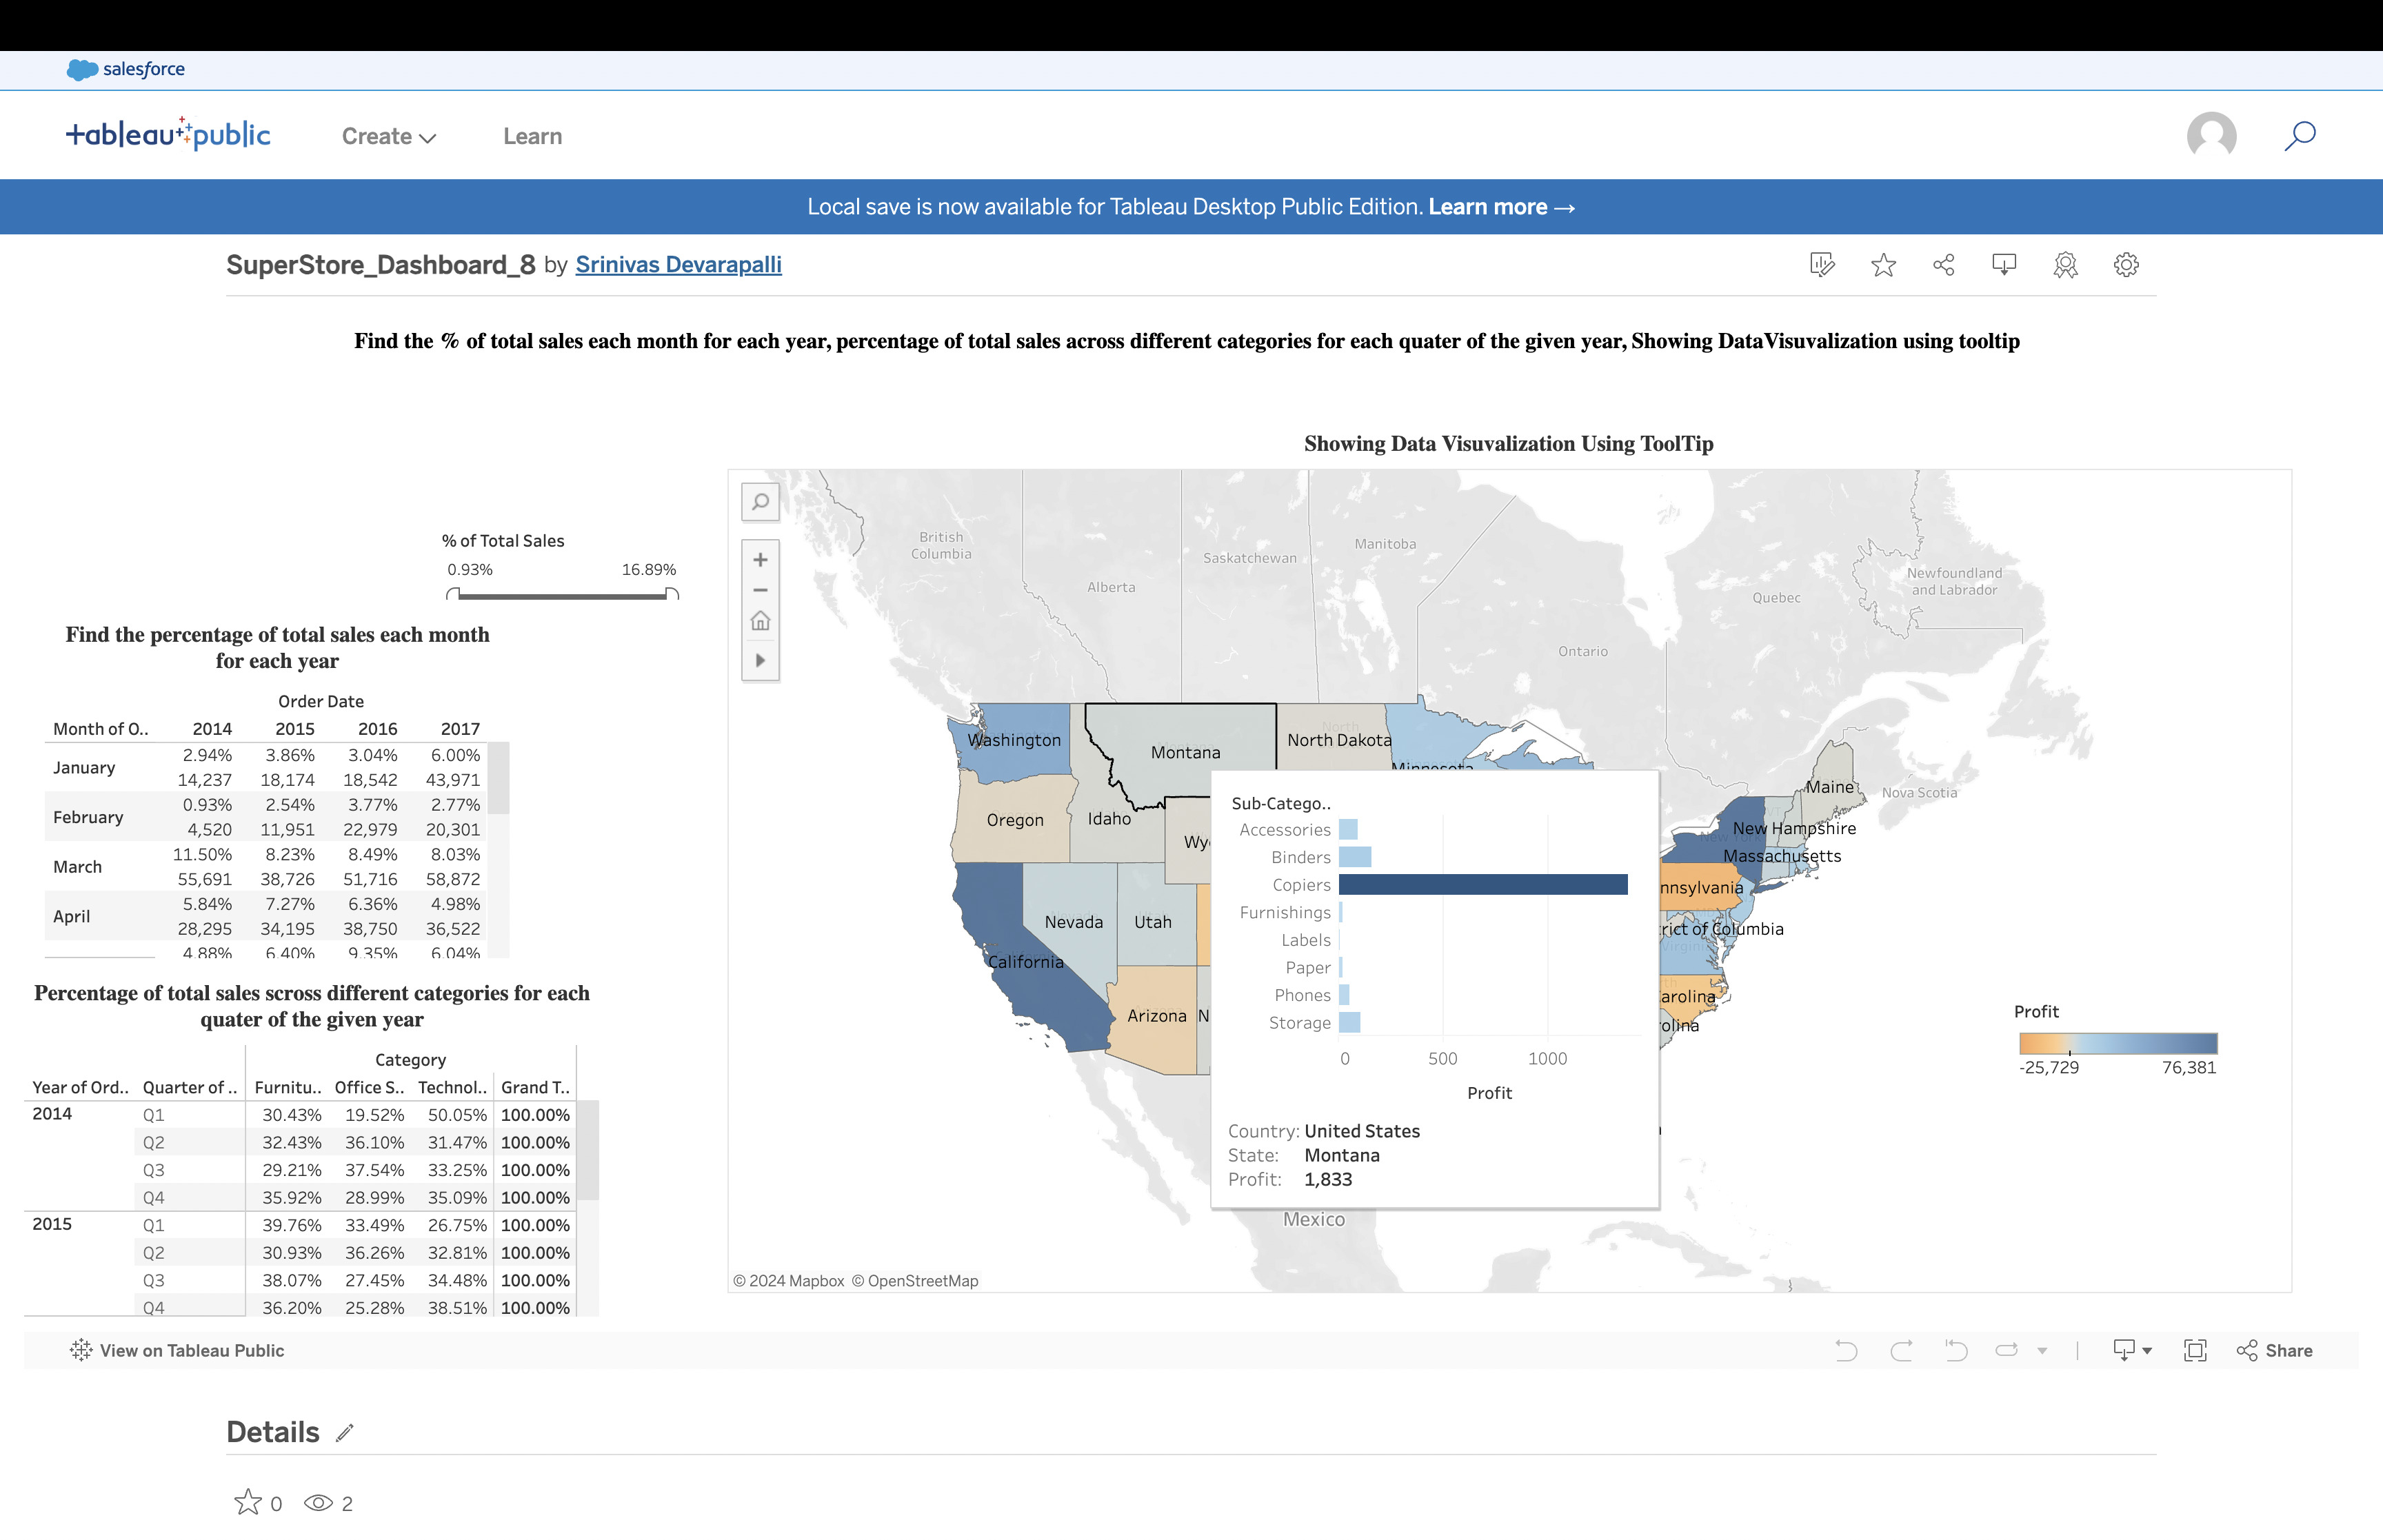 salesforce
+ableau public
Create
Learn
Local save is now available for Tableau Desktop Public Edition. Learn more →
SuperStore_Dashboard_8 by Srinivas Devarapalli
Find the % of total sales each month for each year, percentage of total sales across different categories for each quater of the given year, Showing DataVisuvalization using tooltip
Showing Data Visuvalization Using ToolTip
% of Total Sales
0.93% 16.89%
Find the percentage of total sales each month
for each year
Order Date
Month of O.. 2014 2015 2016 2017
January 2.94% 3.86% 3.04% 6.00%
14,237 18,174 18,542 43,971
February 0.93% 2.54% 3.77% 2.77%
4,520 11,951 22,979 20,301
March 11.50% 8.23% 8.49% 8.03%
55,691 38,726 51,716 58,872
April 5.84% 7.27% 6.36% 4.98%
28,295 34,195 38,750 36,522
4.88% 6.40% 9.35% 6.04%
Percentage of total sales scross different categories for each
quater of the given year
Category
Year of Ord.. Quarter of .. Furnitu.. Office S.. Technol.. Grand T..
2014 Q1 30.43% 19.52% 50.05% 100.00%
Q2 32.43% 36.10% 31.47% 100.00%
Q3 29.21% 37.54% 33.25% 100.00%
Q4 35.92% 28.99% 35.09% 100.00%
2015 Q1 39.76% 33.49% 26.75% 100.00%
Q2 30.93% 36.26% 32.81% 100.00%
Q3 38.07% 27.45% 34.48% 100.00%
Q4 36.20% 25.28% 38.51% 100.00%
British
Columbia
Alberta
Saskatchewan
Manitoba
Ontario
Quebec
Newfoundland
and Labrador
Nova Scotia
Washington
Montana
North Dakota
Minnesota
Oregon
Idaho
Wy
Maine
New Hampshire
Massachusetts
nnsylvania
rict of Columbia
Nevada
Utah
California
Arizona
N
arolina
rolina
Mexico
Sub-Catego..
Accessories
Binders
Copiers
Furnishings
Labels
Paper
Phones
Storage
0 500 1000
Profit
Country: United States
State: Montana
Profit: 1,833
Profit
-25,729 76,381
© 2024 Mapbox © OpenStreetMap
View on Tableau Public
Share
Details
0 2